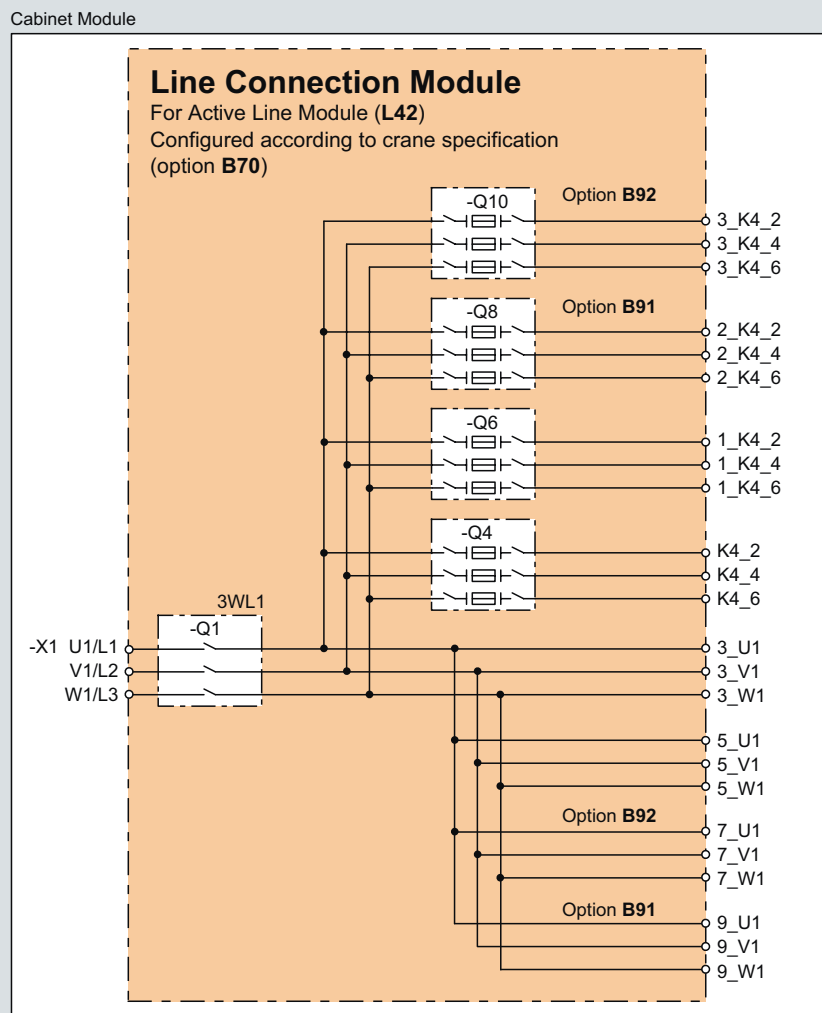 Cabinet Module
Line Connection Module
For Active Line Module (L42)
Configured according to crane specification
(option B70)
-Q10
Option B92
3_K4_2
3_K4_4
3_K4_6
-Q8
Option B91
2_K4_2
2_K4_4
2_K4_6
-Q6
1_K4_2
1_K4_4
1_K4_6
-Q4
K4_2
K4_4
K4_6
3WL1
-Q1
-X1 U1/L1
V1/L2
W1/L3
3_U1
3_V1
3_W1
5_U1
5_V1
5_W1
Option B92
7_U1
7_V1
7_W1
Option B91
9_U1
9_V1
9_W1